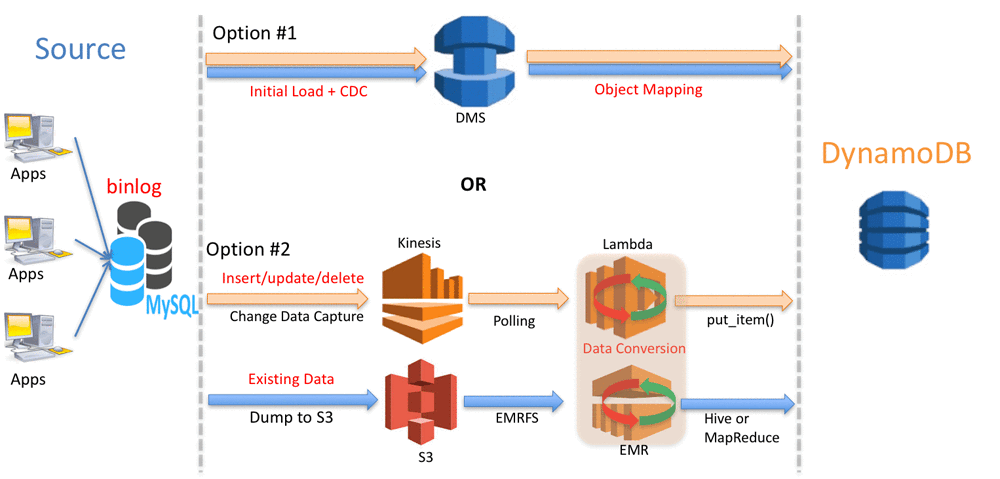 Source
Apps
Apps
Apps
binlog
MySQL
Option #1
Initial Load + CDC
DMS
Object Mapping
OR
Option #2
Insert/update/delete
Change Data Capture
Kinesis
Polling
Lambda
Data Conversion
put_item()
Existing Data
Dump to S3
S3
EMRFS
EMR
Hive or
MapReduce
DynamoDB